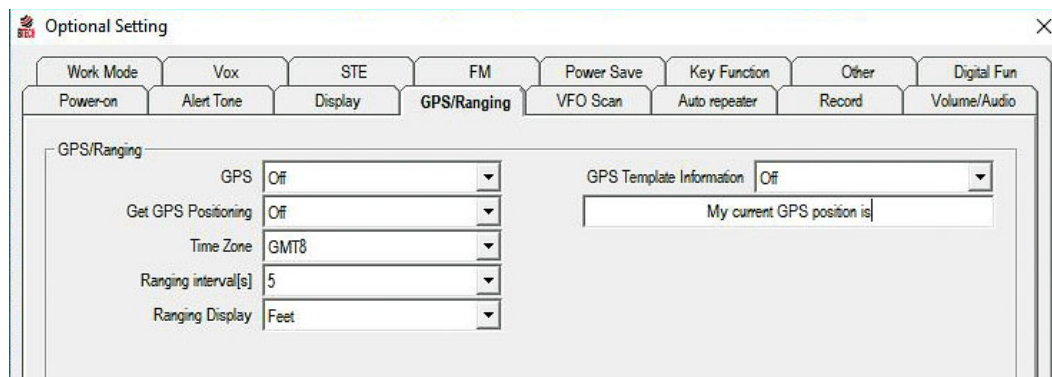 BTECH Optional Setting
Work Mode Vox STE FM Power Save Key Function Other Digital Fun
Power-on Alert Tone Display GPS/Ranging VFO Scan Auto repeater Record Volume/Audio
GPS/Ranging
GPS Off GPS Template Information Off
Get GPS Positioning Off My current GPS position is
Time Zone GMT8
Ranging interval[s] 5
Ranging Display Feet